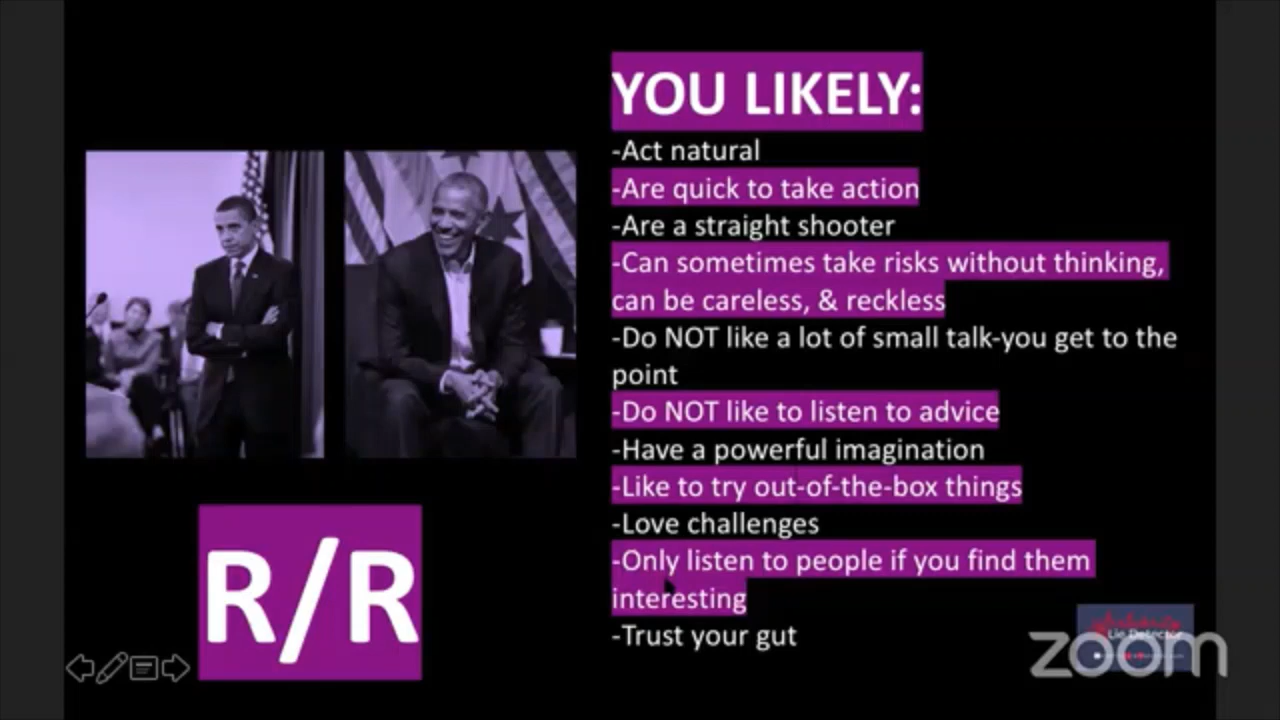 YOU LIKELY:
-Act natural
-Are quick to take action
-Are a straight shooter
-Can sometimes take risks without thinking,
can be careless, & reckless
-Do NOT like a lot of small talk-you get to the
point
-Do NOT like to listen to advice
-Have a powerful imagination
-Like to try out-of-the-box things
-Love challenges
-Only listen to people if you find them
interesting
-Trust your gut
R/R
Lie Detector
zoom